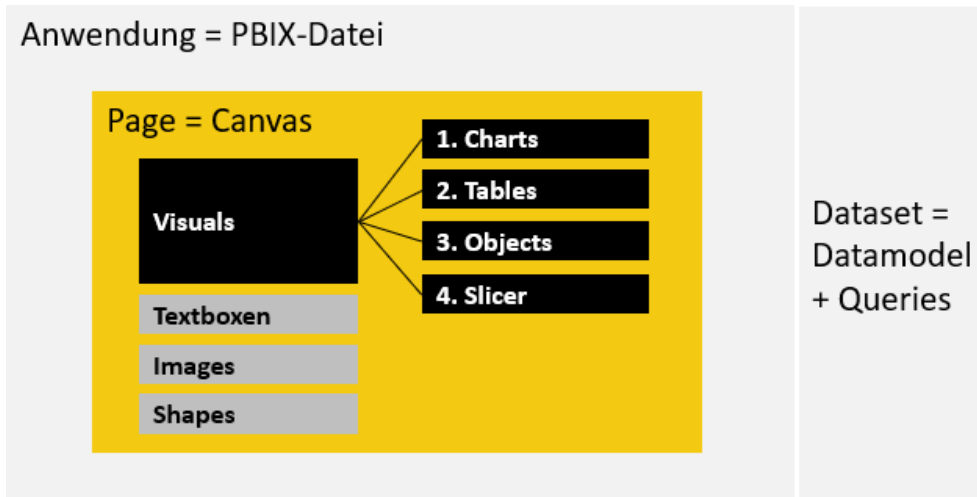 Anwendung = PBIX-Datei
Page = Canvas
Visuals
1. Charts
2. Tables
3. Objects
4. Slicer
Textboxen
Images
Shapes
Dataset =
Datamodel
+ Queries